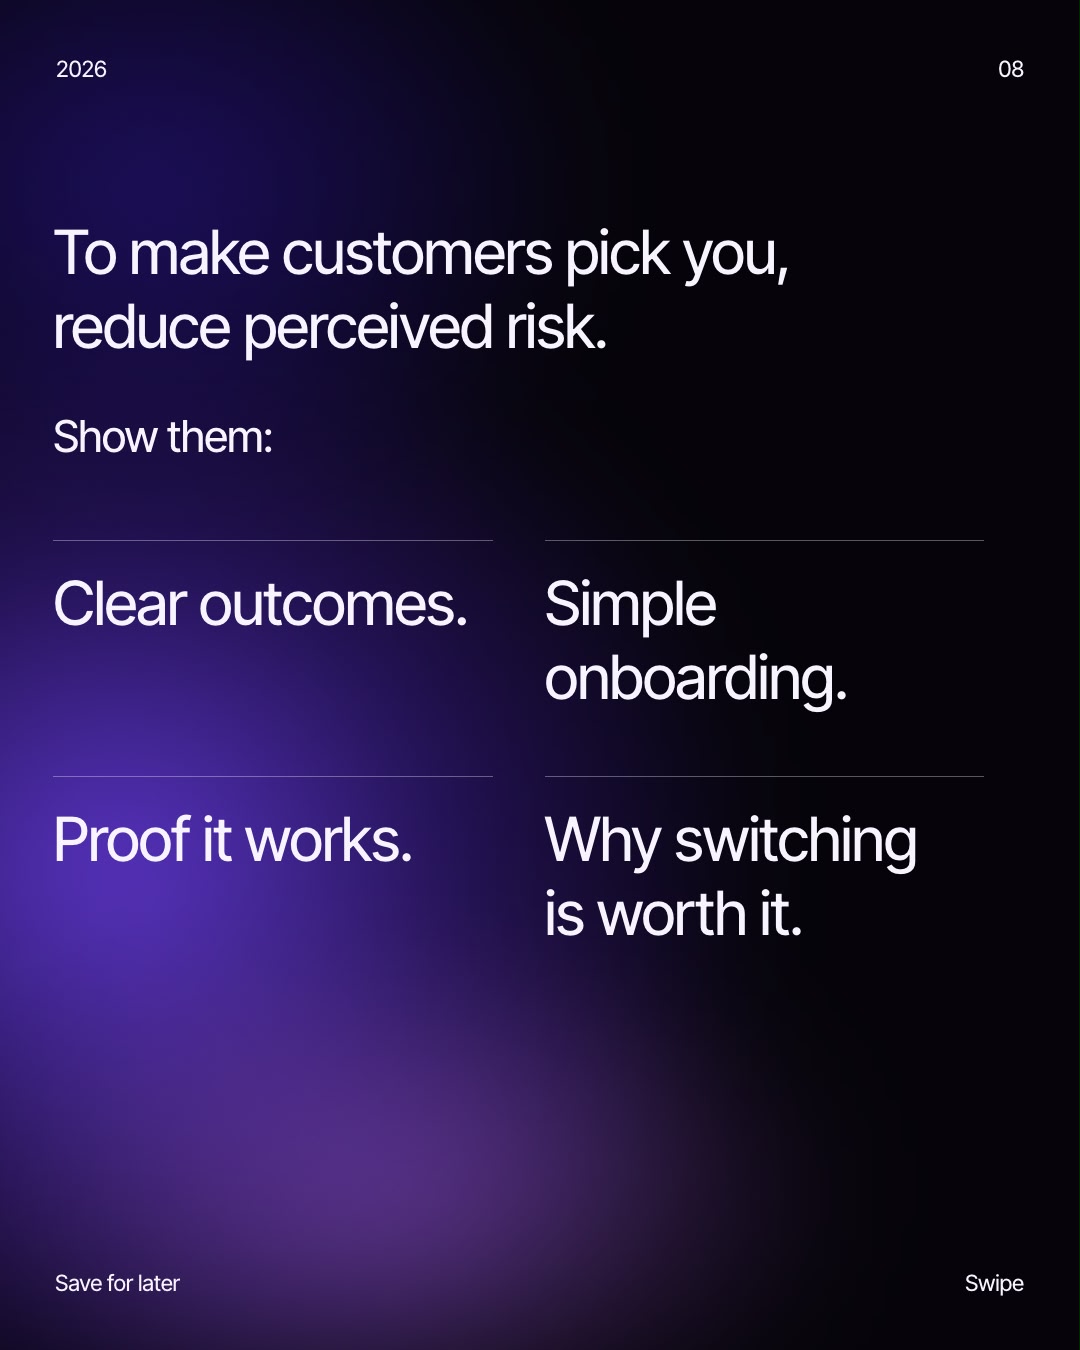 2026
08
To make customers pick you,
reduce perceived risk.
Show them:
Clear outcomes.
Simple
onboarding.
Proof it works.
Why switching
is worth it.
Save for later
Swipe